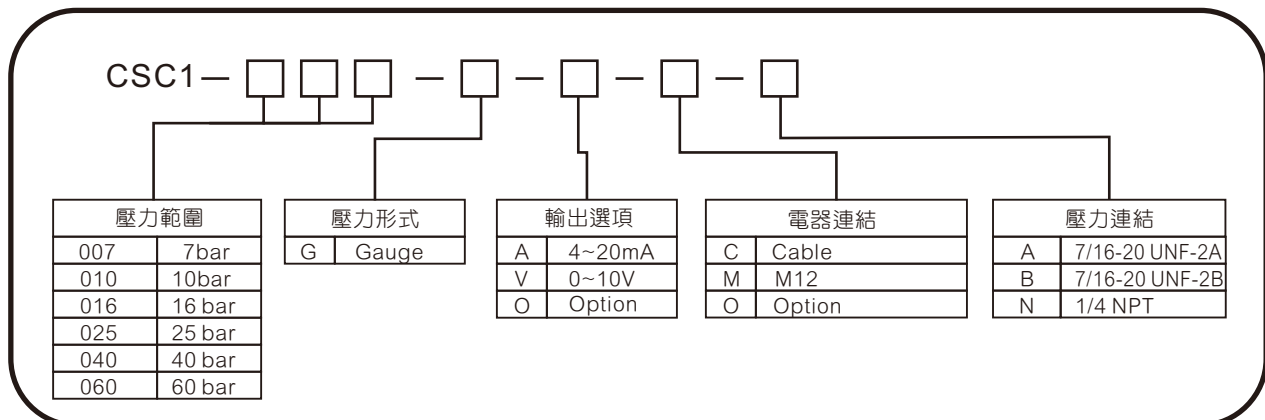 CSC1— □ □ □ — □ — □ — □ — □
壓力範圍
007 7bar
010 10bar
016 16 bar
025 25 bar
040 40 bar
060 60 bar
壓力形式
G Gauge
輸出選項
A 4~20mA
V 0~10V
O Option
電器連結
C Cable
M M12
O Option
壓力連結
A 7/16-20 UNF-2A
B 7/16-20 UNF-2B
N 1/4 NPT